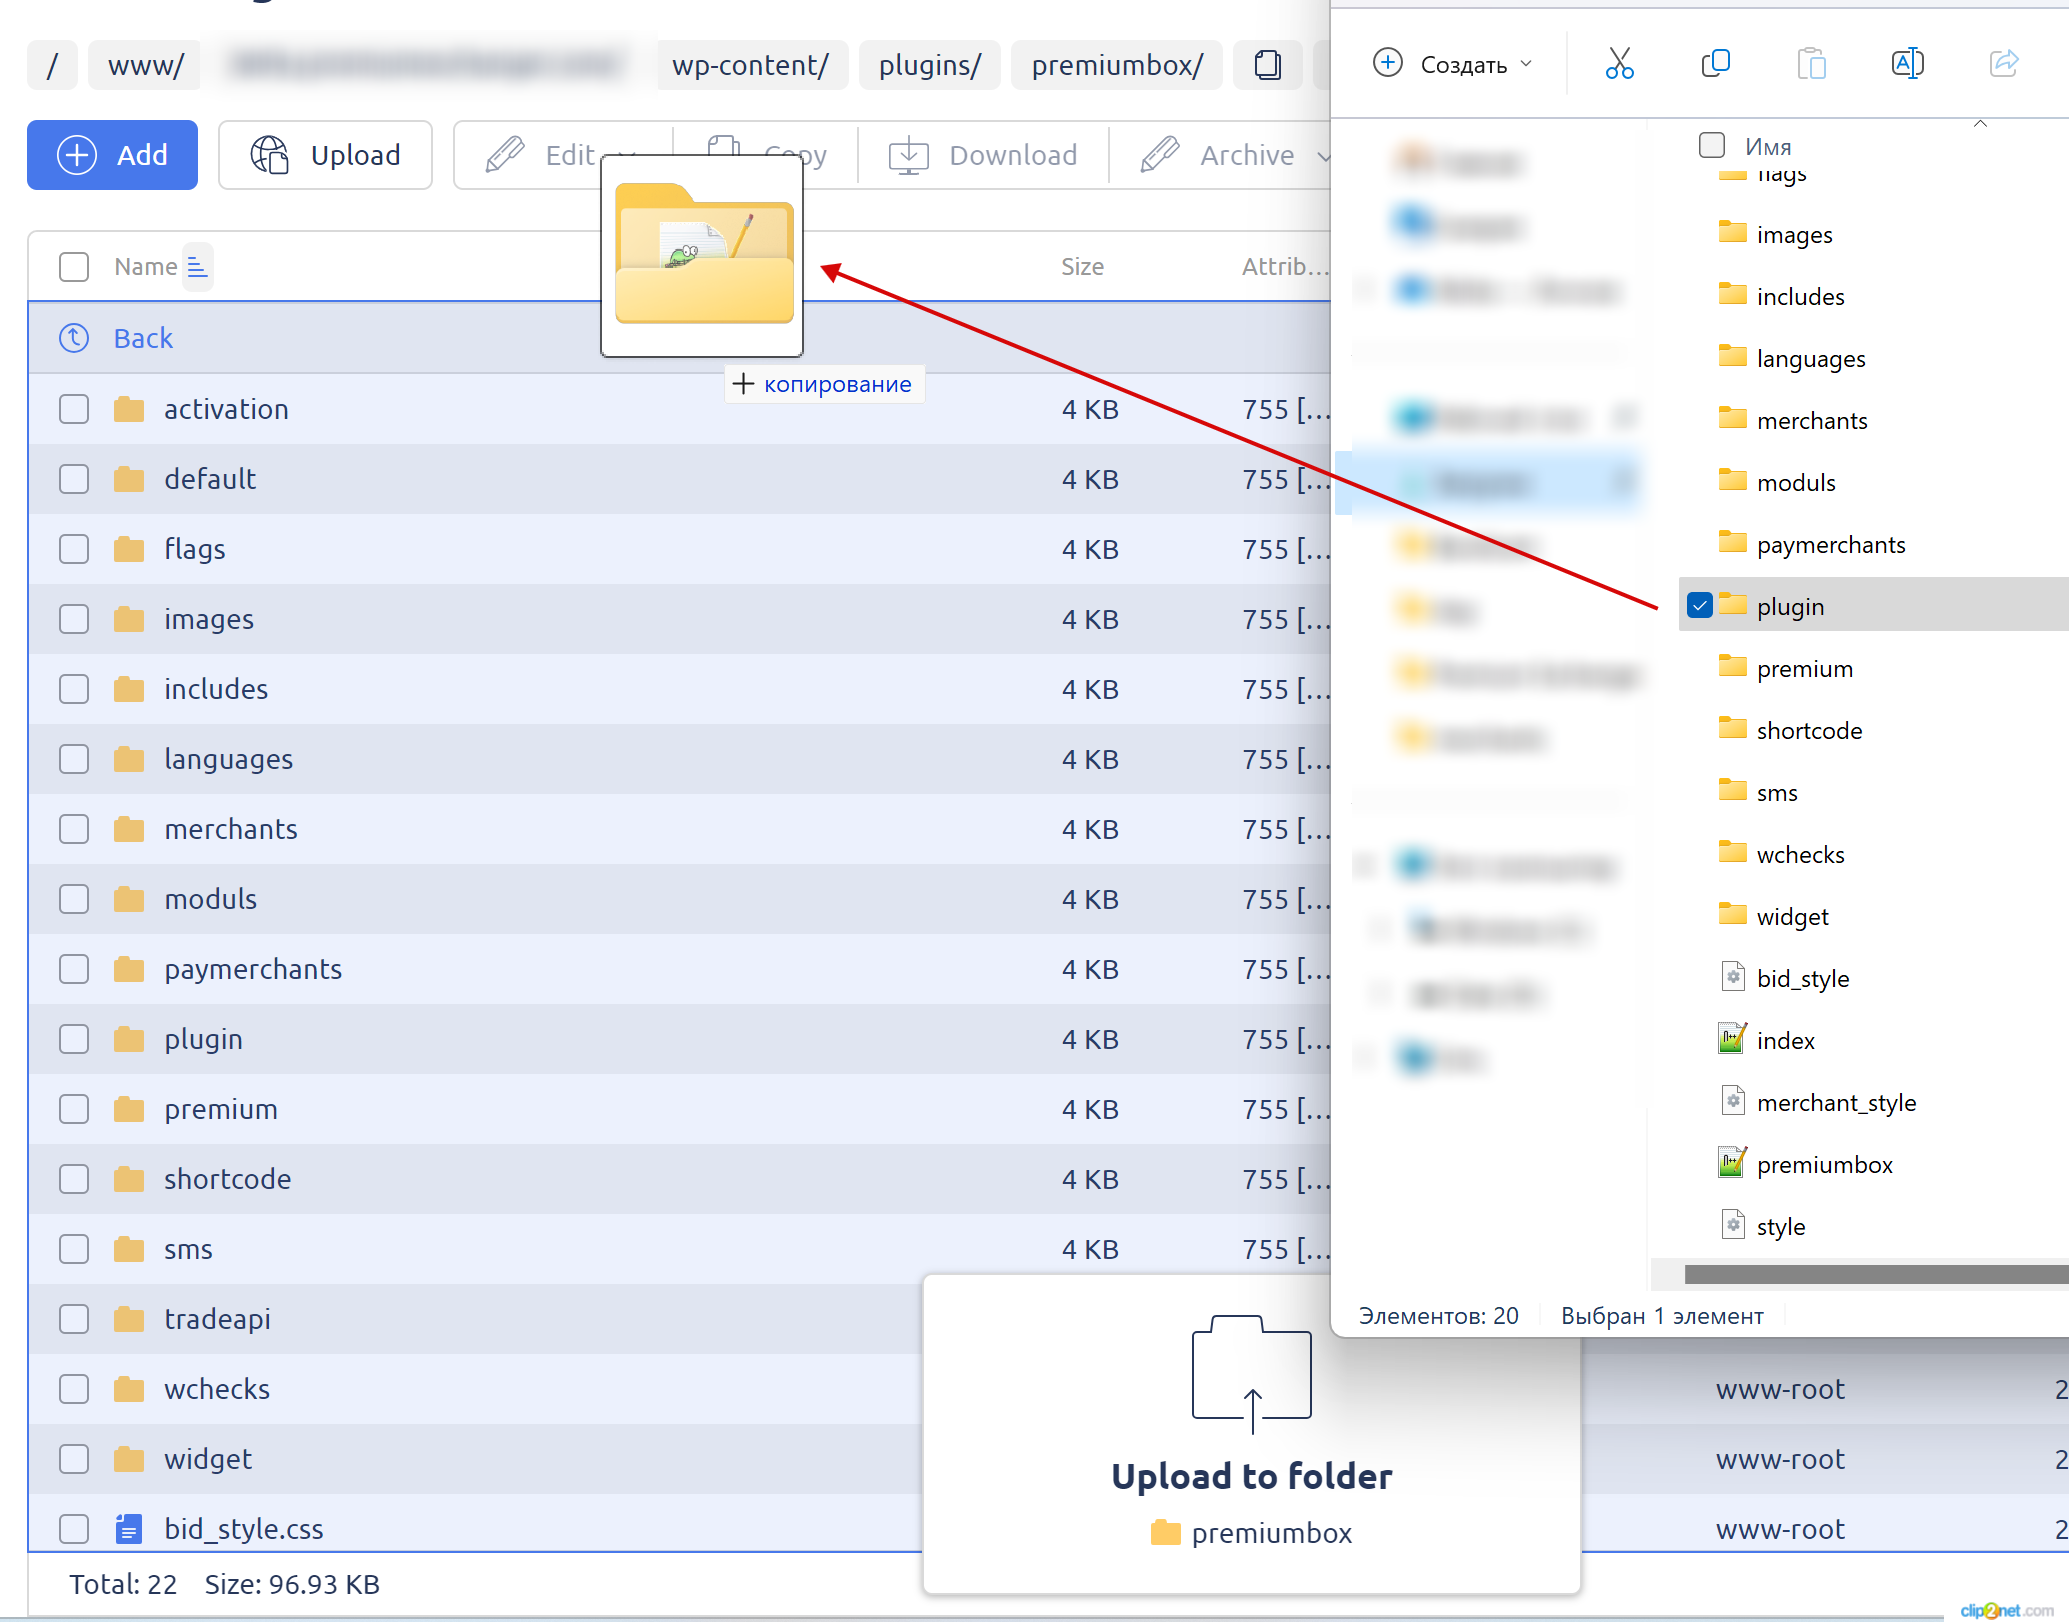 / www/ wp-content/ plugins/ premiumbox/
Add Upload Edit Copy Download Archive
Name Size Attrib...
Back
activation 4 KB 755 [...
default 4 KB 755 [...
flags 4 KB 755 [...
images 4 KB 755 [...
includes 4 KB 755 [...
languages 4 KB 755 [...
merchants 4 KB 755 [...
moduls 4 KB 755 [...
paymerchants 4 KB 755 [...
plugin 4 KB 755 [...
premium 4 KB 755 [...
shortcode 4 KB 755 [...
sms 4 KB 755 [...
tradeapi
wchecks www-root 2
widget www-root 2
bid_style.css www-root 2
Total: 22 Size: 96.93 KB
+ копирование
Upload to folder
premiumbox
Создать
Имя
flags
images
includes
languages
merchants
moduls
paymerchants
plugin
premium
shortcode
sms
wchecks
widget
bid_style
index
merchant_style
premiumbox
style
Элементов: 20 Выбран 1 элемент
clip2net.com